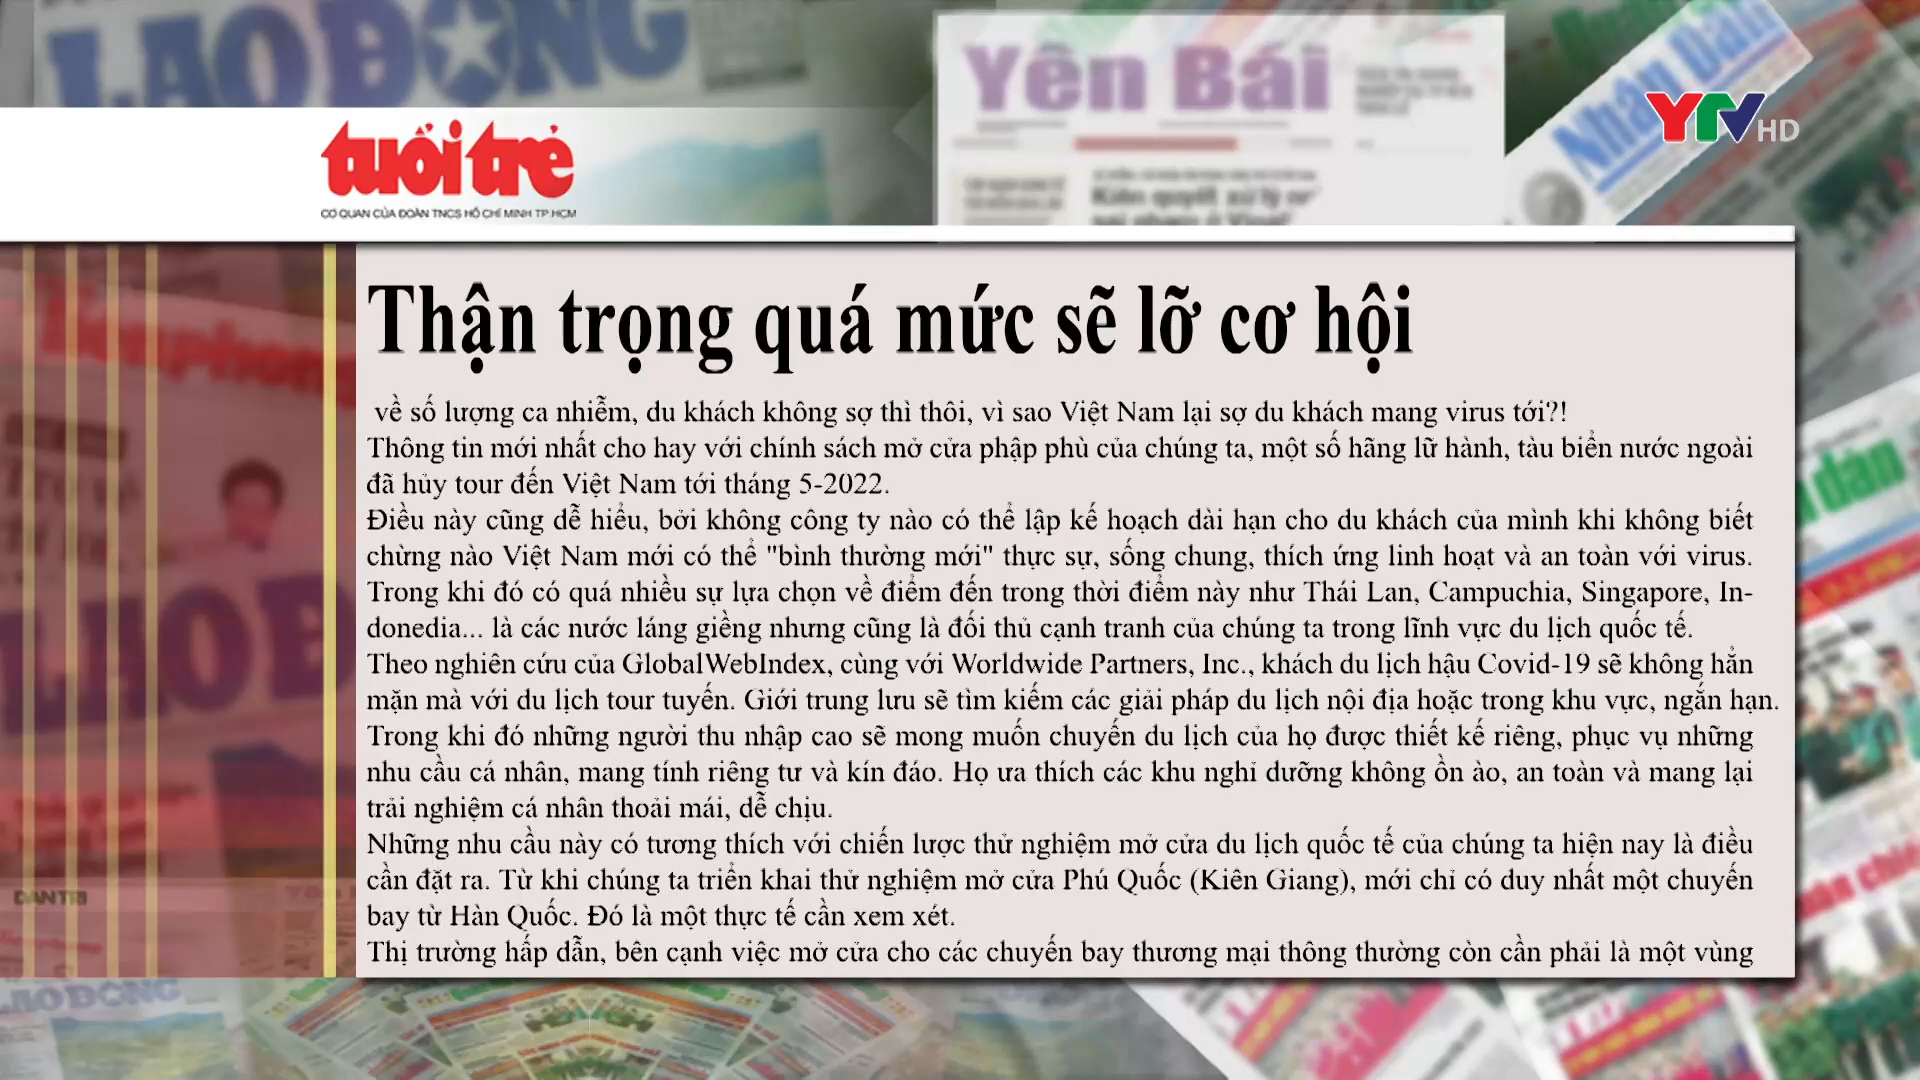 LAO ĐỘNG
Yên Bái
Nhân Dân
YTV HD
tuổi trẻ
CƠ QUAN CỦA ĐOÀN TNCS HỒ CHÍ MINH TP.HCM
Kiên quyết xử lý
Thận trọng quá mức sẽ lỡ cơ hội
về số lượng ca nhiễm, du khách không sợ thì thôi, vì sao Việt Nam lại sợ du khách mang virus tới?!
Thông tin mới nhất cho hay với chính sách mở cửa phập phù của chúng ta, một số hãng lữ hành, tàu biển nước ngoài
đã hủy tour đến Việt Nam tới tháng 5-2022.
Điều này cũng dễ hiểu, bởi không công ty nào có thể lập kế hoạch dài hạn cho du khách của mình khi không biết
chừng nào Việt Nam mới có thể "bình thường mới" thực sự, sống chung, thích ứng linh hoạt và an toàn với virus.
Trong khi đó có quá nhiều sự lựa chọn về điểm đến trong thời điểm này như Thái Lan, Campuchia, Singapore, In-
donedia... là các nước láng giềng nhưng cũng là đối thủ cạnh tranh của chúng ta trong lĩnh vực du lịch quốc tế.
Theo nghiên cứu của GlobalWebIndex, cùng với Worldwide Partners, Inc., khách du lịch hậu Covid-19 sẽ không hẳn
mặn mà với du lịch tour tuyến. Giới trung lưu sẽ tìm kiếm các giải pháp du lịch nội địa hoặc trong khu vực, ngắn hạn.
Trong khi đó những người thu nhập cao sẽ mong muốn chuyến du lịch của họ được thiết kế riêng, phục vụ những
nhu cầu cá nhân, mang tính riêng tư và kín đáo. Họ ưa thích các khu nghỉ dưỡng không ồn ào, an toàn và mang lại
trải nghiệm cá nhân thoải mái, dễ chịu.
Những nhu cầu này có tương thích với chiến lược thử nghiệm mở cửa du lịch quốc tế của chúng ta hiện nay là điều
cần đặt ra. Từ khi chúng ta triển khai thử nghiệm mở cửa Phú Quốc (Kiên Giang), mới chỉ có duy nhất một chuyến
bay từ Hàn Quốc. Đó là một thực tế cần xem xét.
Thị trường hấp dẫn, bên cạnh việc mở cửa cho các chuyến bay thương mại thông thường còn cần phải là một vùng
LAO ĐỘNG
DAN TRI
LAO ĐỘNG